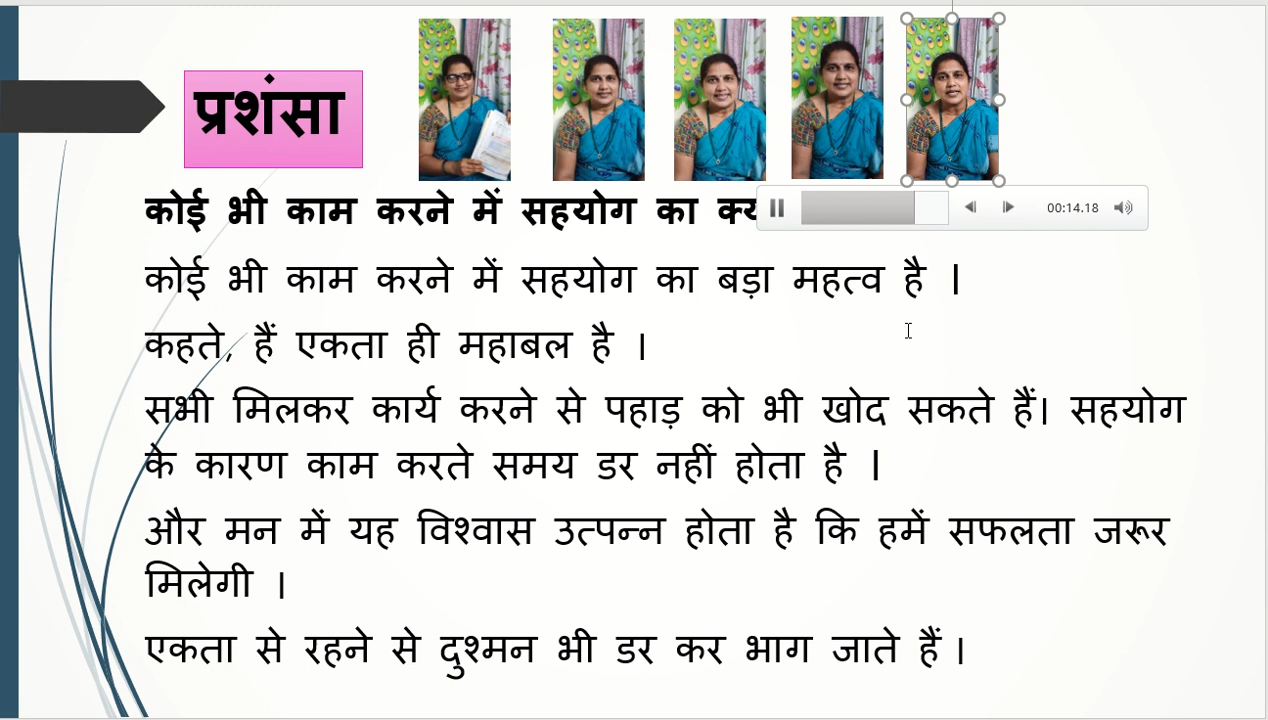 प्रशंसा
कोई भी काम करने में सहयोग का
00:14.18
कोई भी काम करने में सहयोग का बड़ा महत्व है |
कहते, हैं एकता ही महाबल है ।
सभी मिलकर कार्य करने से पहाड़ को भी खोद सकते हैं। सहयोग
के कारण काम करते समय डर नहीं होता है |
और मन में यह विश्वास उत्पन्न होता है कि हमें सफलता जरूर
मिलेगी ।
एकता से रहने से दुश्मन भी डर कर भाग जाते हैं ।